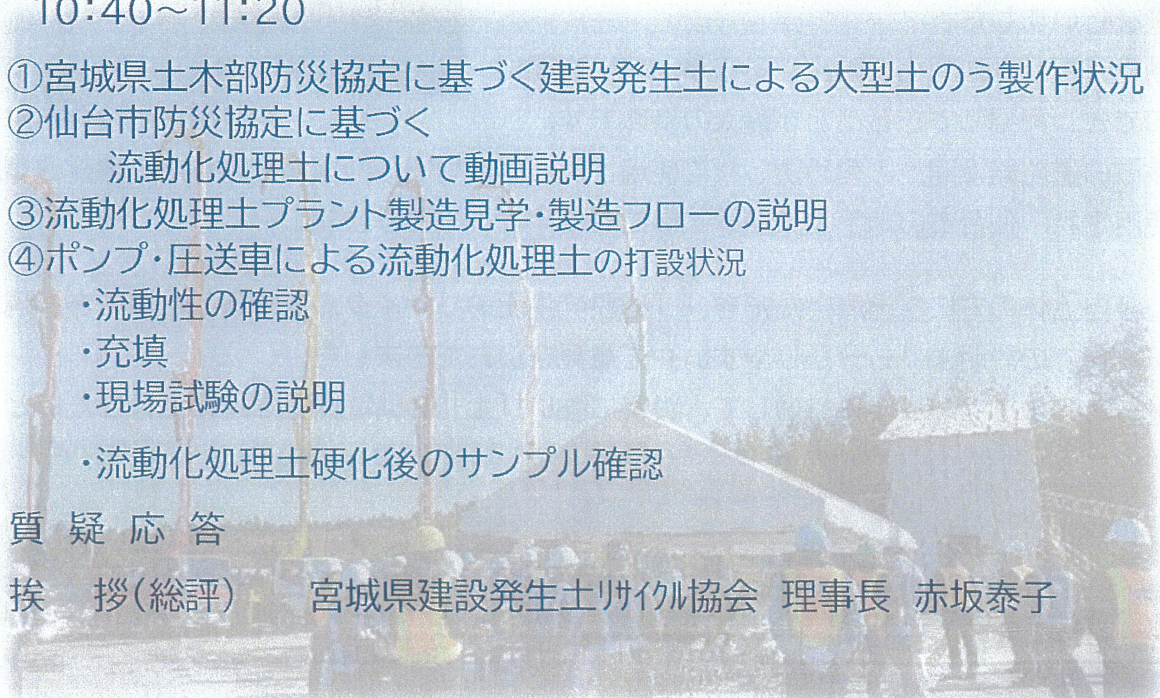 10:40～11:20
①宮城県土木部防災協定に基づく建設発生土による大型土のう製作状況
②仙台市防災協定に基づく
流動化処理土について動画説明
③流動化処理土プラント製造見学・製造フローの説明
④ポンプ・圧送車による流動化処理土の打設状況
・流動性の確認
・充填
・現場試験の説明
・流動化処理土硬化後のサンプル確認
質 疑 応 答
挨　拶(総評)　宮城県建設発生土ﾘｻｲｸﾙ協会 理事長 赤坂泰子